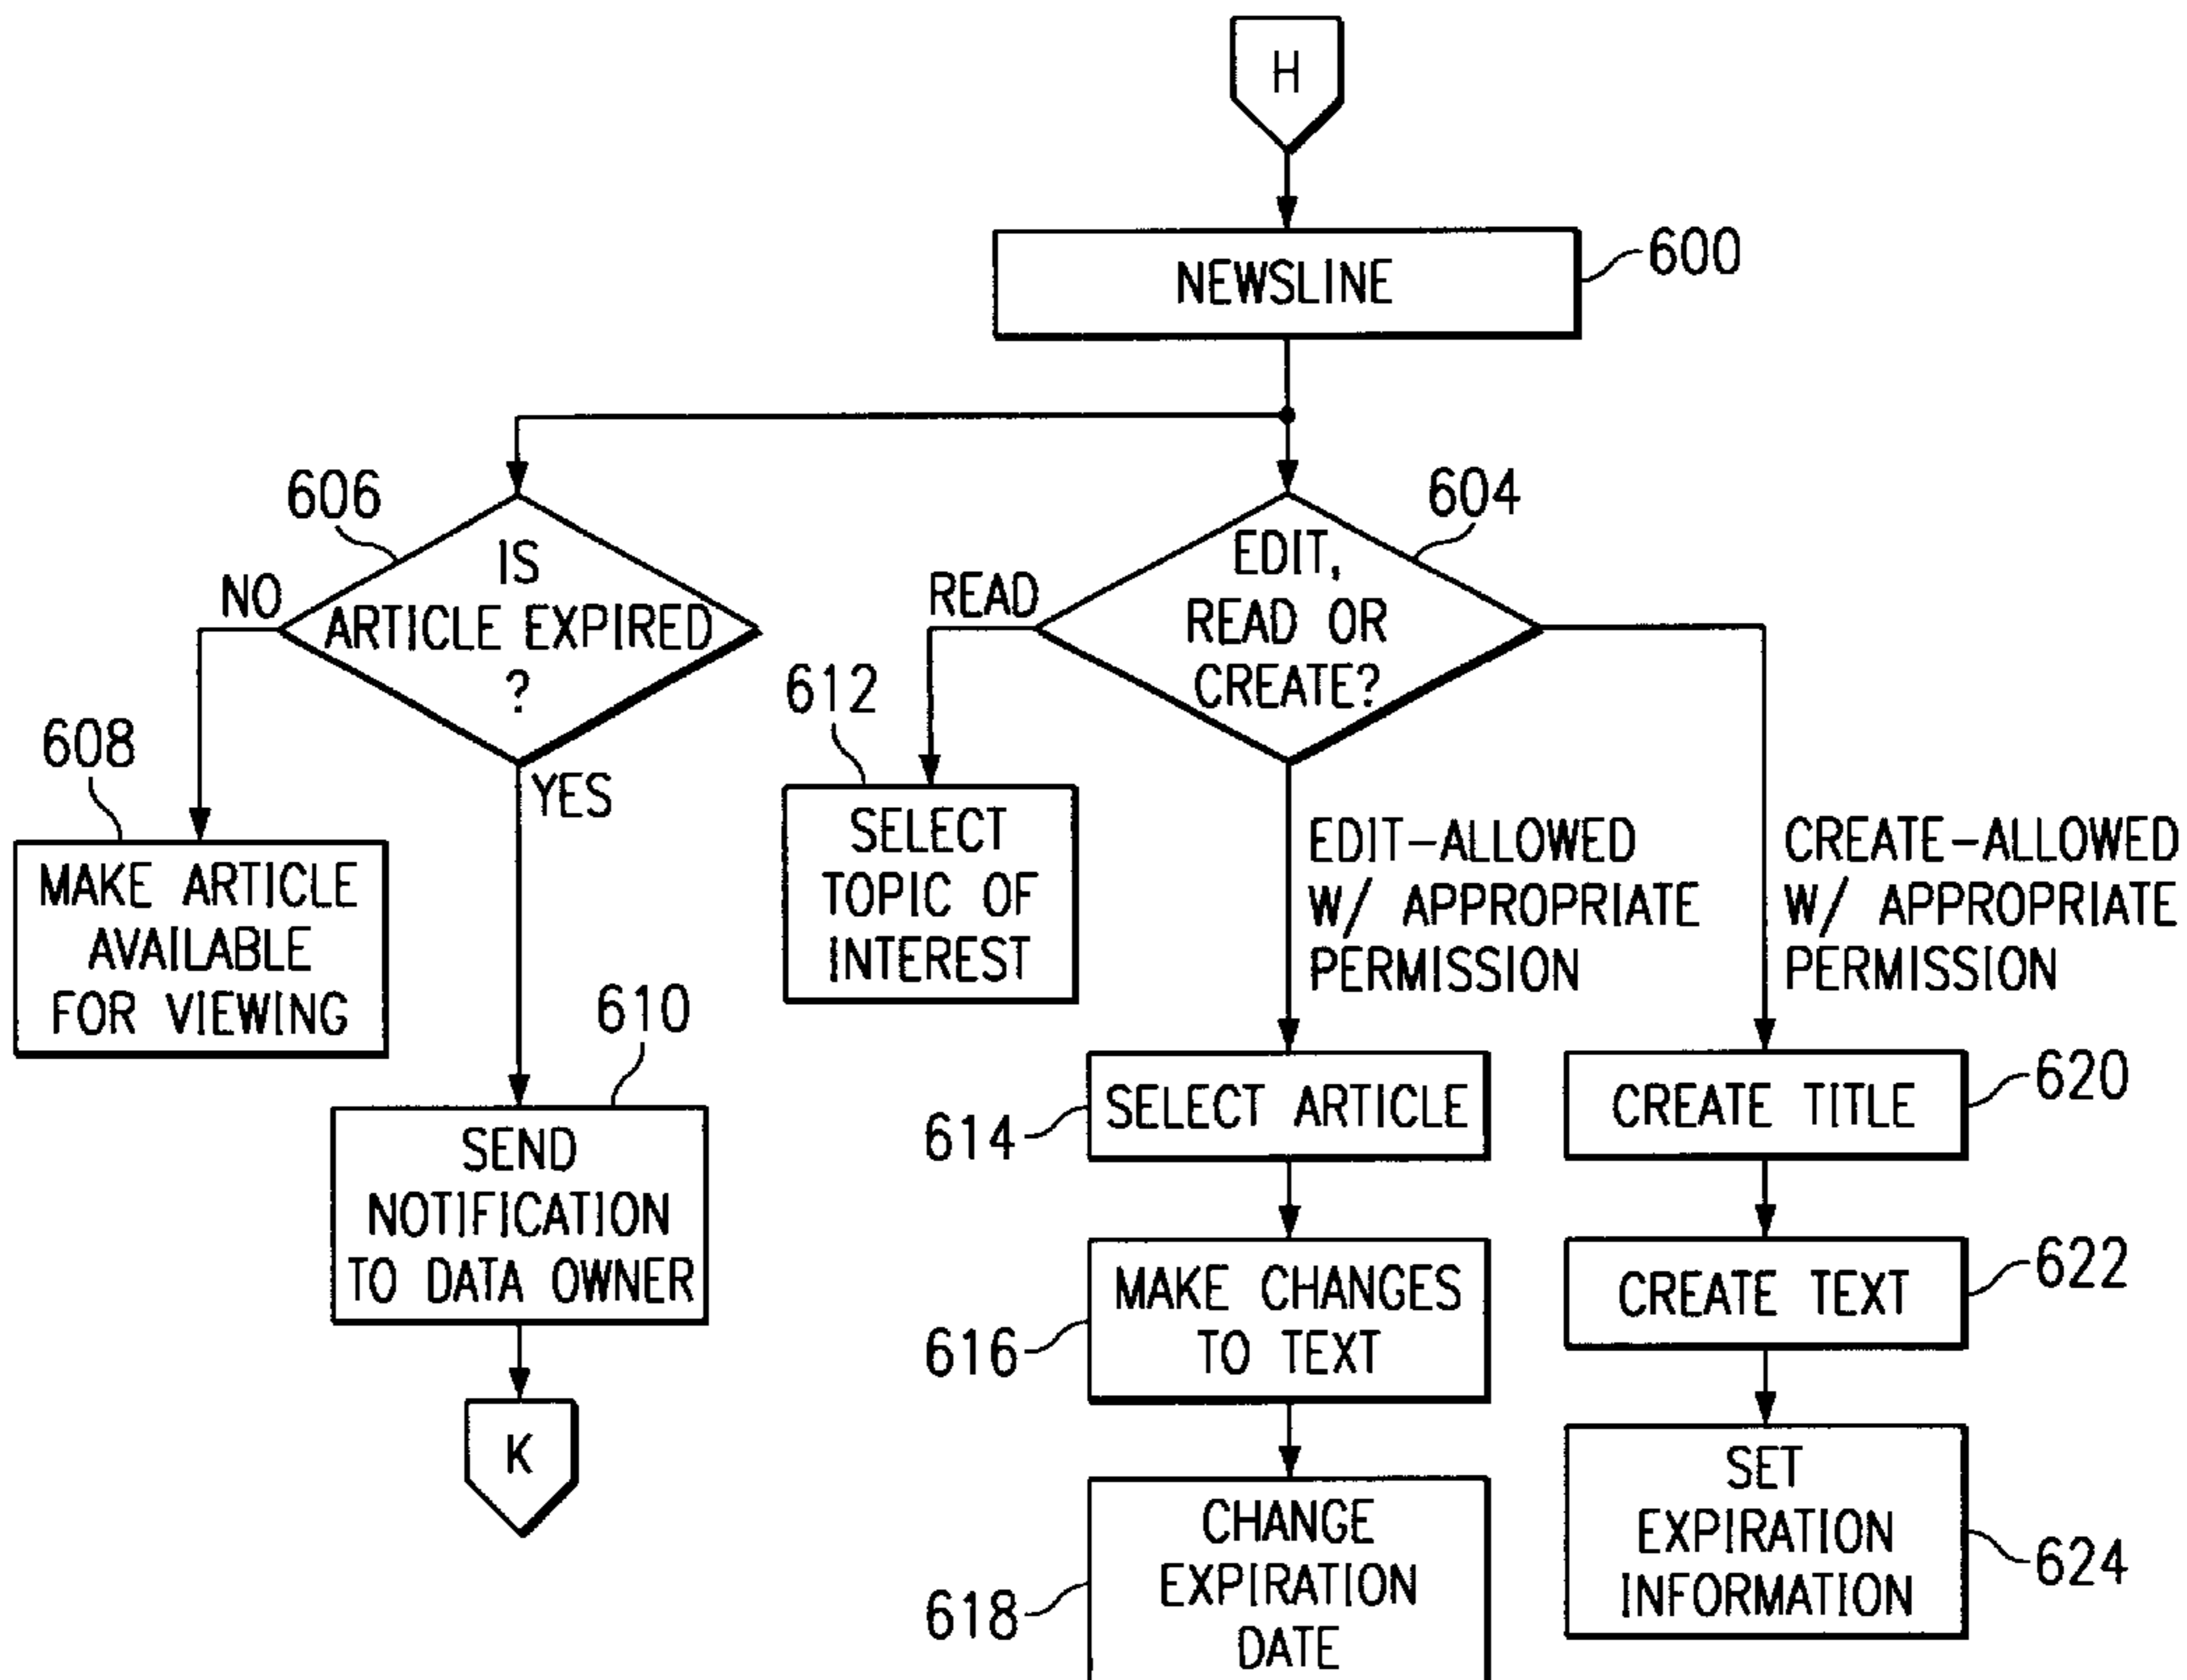 H
NEWSLINE
600
606
IS
ARTICLE EXPIRED
?
NO
YES
608
MAKE ARTICLE
AVAILABLE
FOR VIEWING
610
SEND
NOTIFICATION
TO DATA OWNER
K
604
EDIT,
READ OR
CREATE?
READ
612
SELECT
TOPIC OF
INTEREST
EDIT-ALLOWED
W/ APPROPRIATE
PERMISSION
CREATE-ALLOWED
W/ APPROPRIATE
PERMISSION
614
SELECT ARTICLE
616
MAKE CHANGES
TO TEXT
618
CHANGE
EXPIRATION
DATE
CREATE TITLE
620
CREATE TEXT
622
SET
EXPIRATION
INFORMATION
624